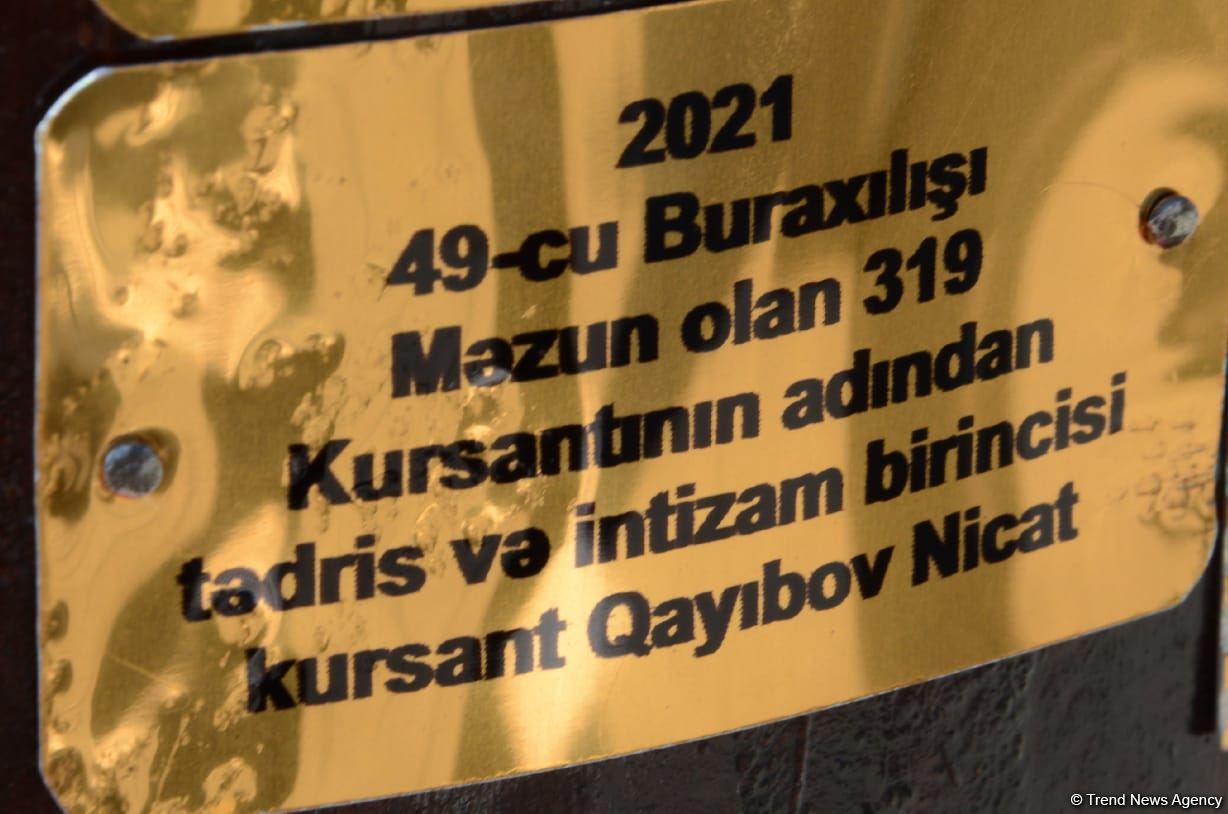 2021
49-cu Buraxılışı
Məzun olan 319
Kursantının adından
tədris və intizam birincisi
kursant Qayıbov Nicat
© Trend News Agency